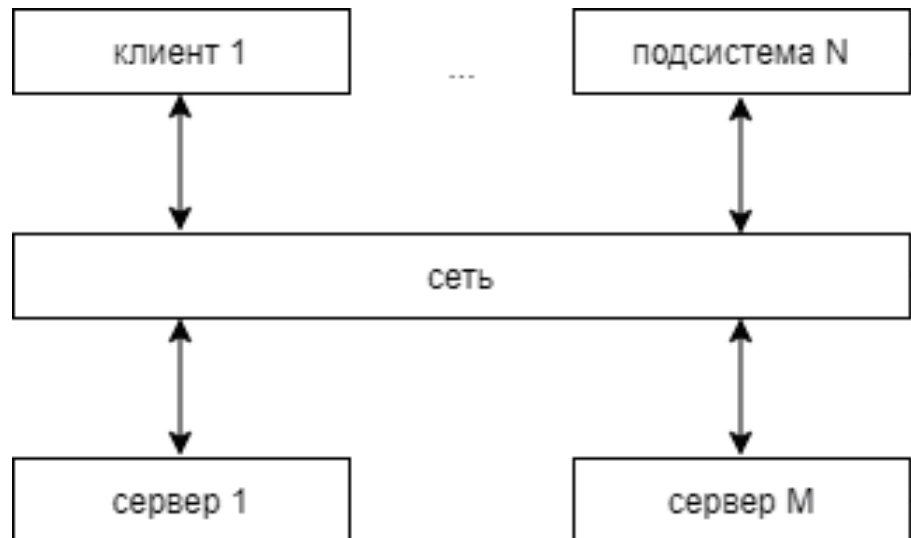 клиент 1
...
подсистема N
сеть
сервер 1
сервер M